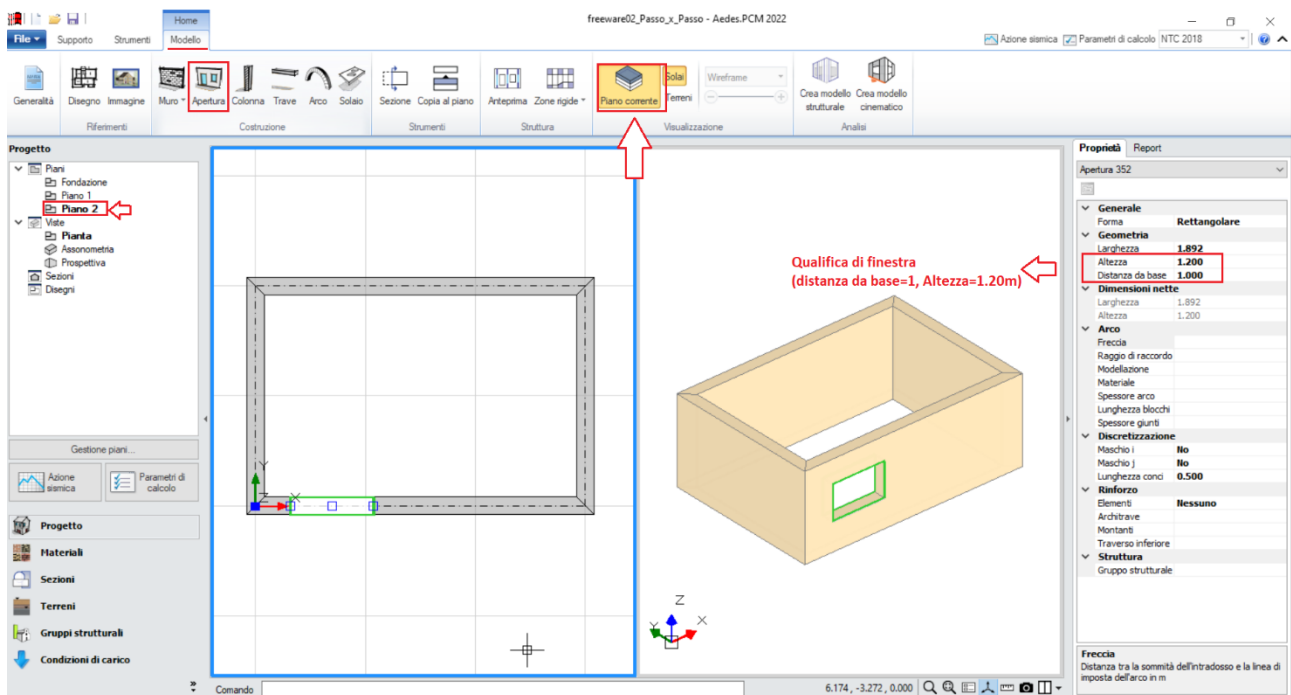 freeware02_Passo_x_Passo - Aedes.PCM 2022
Home
File
Supporto
Strumenti
Modello
Azione sismica
Parametri di calcolo
NTC 2018
Generalità
Disegno
Immagine
Muro
Apertura
Colonna
Trave
Arco
Solaio
Sezione
Copia al piano
Anteprima
Zone rigide
Piano corrente
Solai
Terreni
Wireframe
Crea modello
strutturale
Crea modello
cinematico
Riferimenti
Costruzione
Strumenti
Struttura
Visualizzazione
Analisi
Progetto
Piani
Fondazione
Piano 1
Piano 2
Viste
Pianta
Assonometria
Prospettiva
Sezioni
Disegni
Gestione piani...
Azione
sismica
Parametri di
calcolo
Progetto
Materiali
Sezioni
Terreni
Gruppi strutturali
Condizioni di carico
Y
Z
X
Qualifica di finestra
(distanza da base=1, Altezza=1.20m)
Z
Y
X
Comando
6.174 , -3.272 , 0.000
Proprietà
Report
Apertura 352
Generale
Forma Rettangolare
Geometria
Larghezza 1.892
Altezza 1.200
Distanza da base 1.000
Dimensioni nette
Larghezza 1.892
Altezza 1.200
Arco
Freccia
Raggio di raccordo
Modellazione
Materiale
Spessore arco
Lunghezza blocchi
Spessore giunti
Discretizzazione
Maschio i No
Maschio j No
Lunghezza conci 0.500
Rinforzo
Elementi Nessuno
Architrave
Montanti
Traverso inferiore
Struttura
Gruppo strutturale
Freccia
Distanza tra la sommità dell'intradosso e la linea di
imposta dell'arco in m